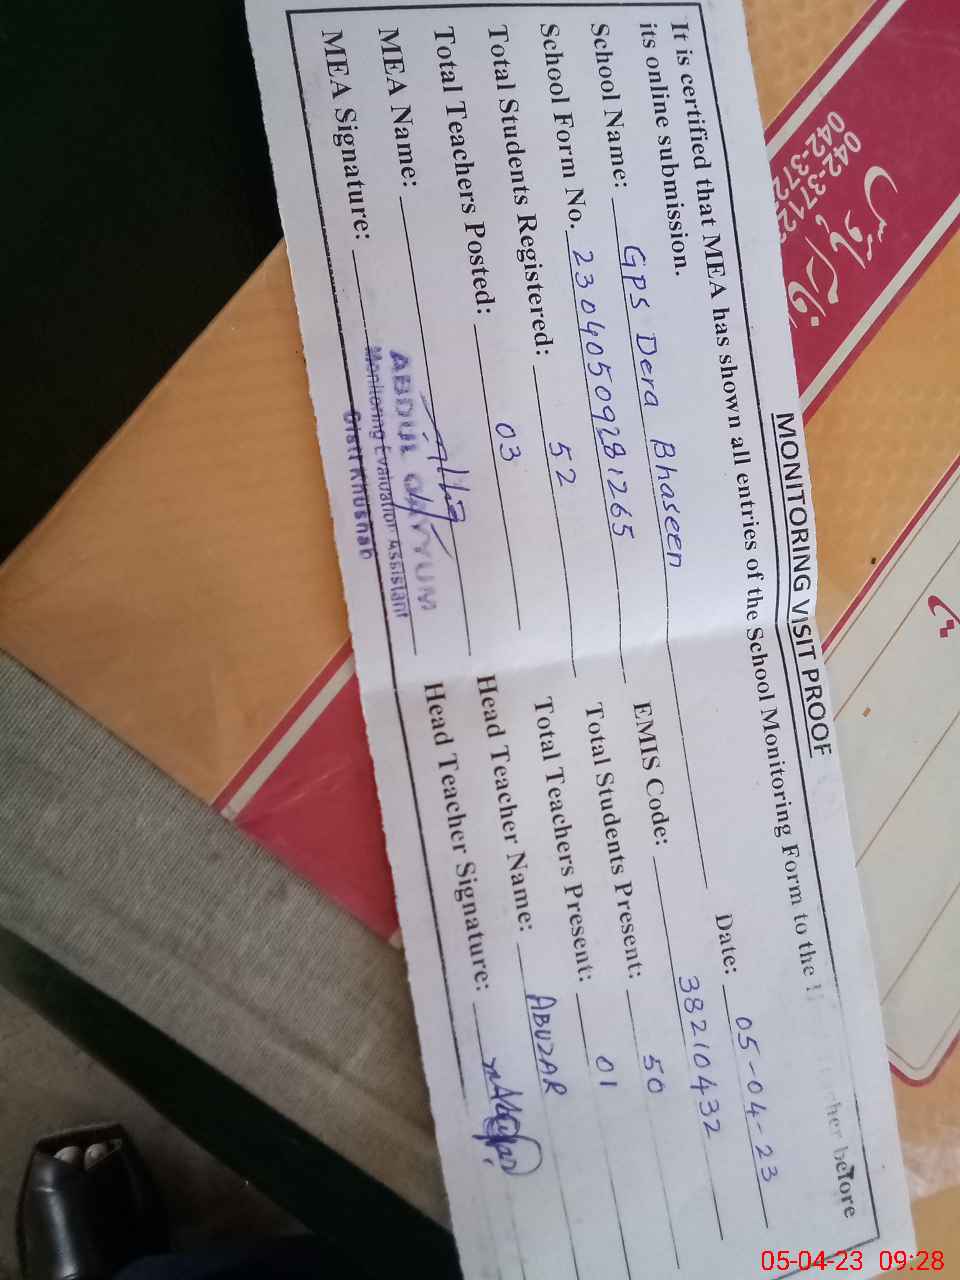 MONITORING VISIT PROOF
It is certified that MEA has shown all entries of the School Monitoring Form to the before
its online submission.
Date: 05-04-23
School Name: GPS Dera Bhaseen
EMIS Code: 38210432
School Form No. 23040509281265
Total Students Present: 50
Total Students Registered: 52
Total Teachers Present: 01
Total Teachers Posted: 03
Head Teacher Name: ABUZAR
MEA Name:
Head Teacher Signature:
MEA Signature:
ABDUL QAYYUM
Monitoring Evaluation Assistant
Distt Khushab
05-04-23 09:28